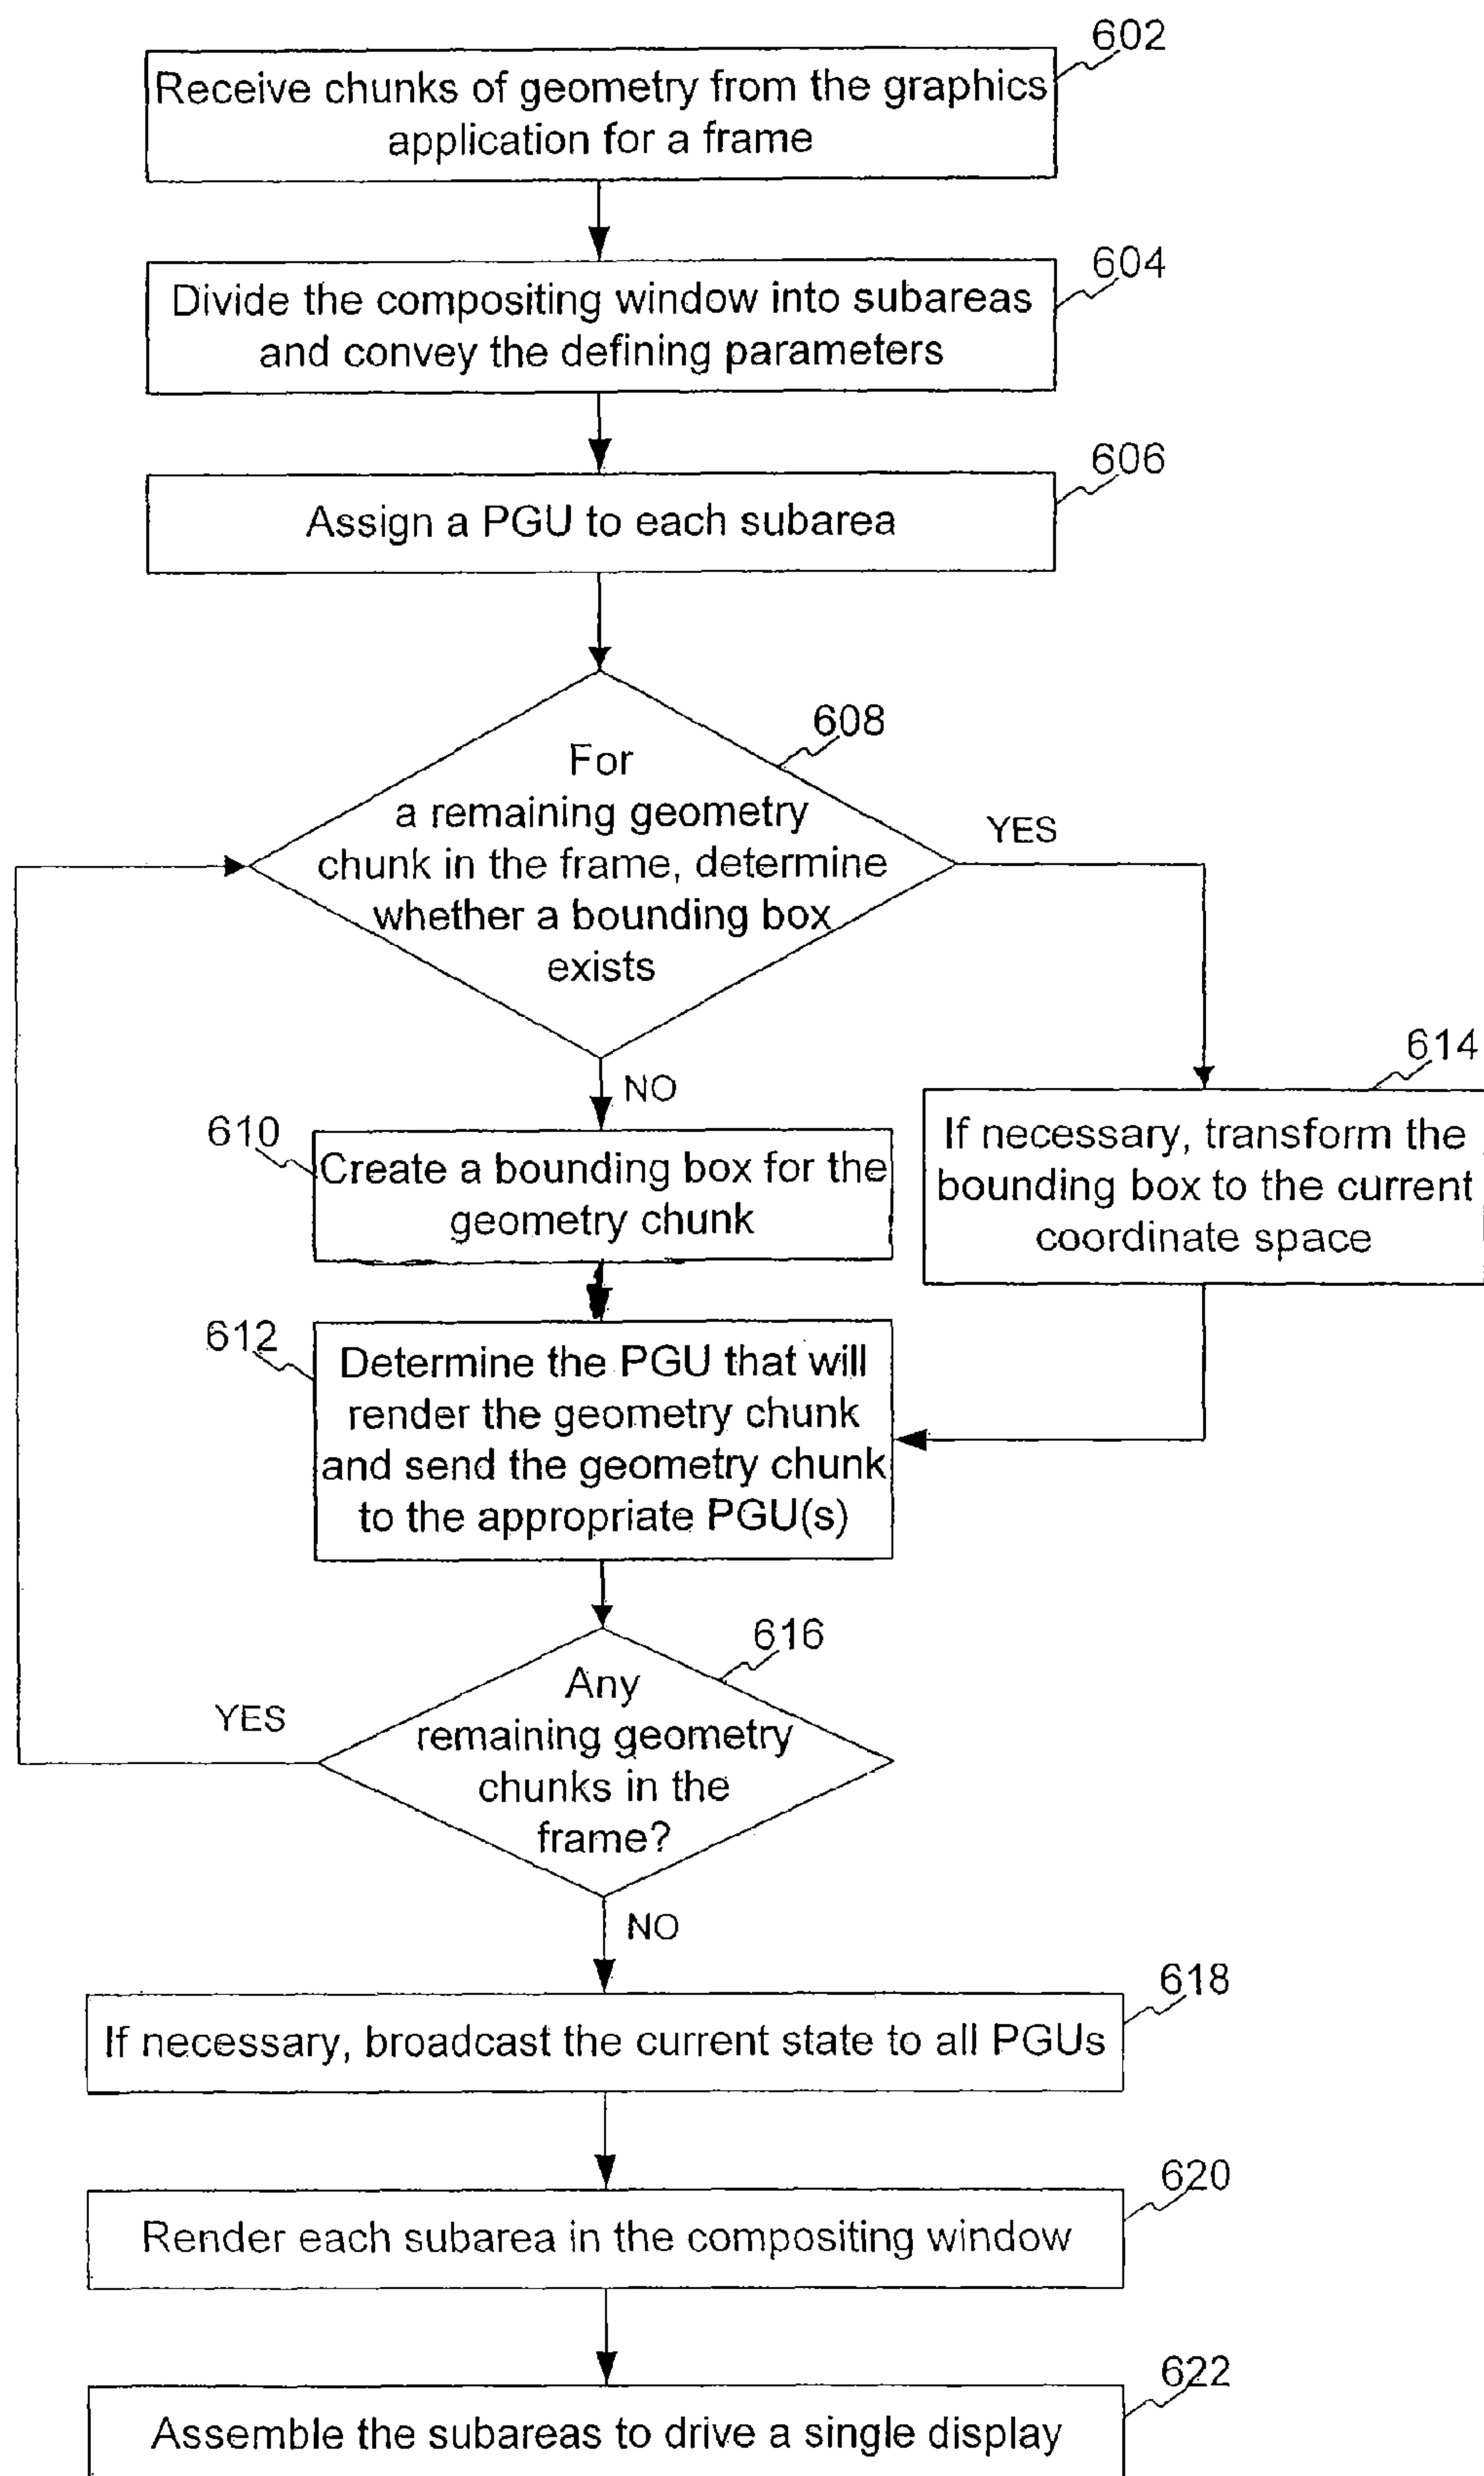 602
Receive chunks of geometry from the graphics
application for a frame
604
Divide the compositing window into subareas
and convey the defining parameters
606
Assign a PGU to each subarea
608
For
a remaining geometry
chunk in the frame, determine
whether a bounding box
exists
YES
NO
614
If necessary, transform the
bounding box to the current
coordinate space
610
Create a bounding box for the
geometry chunk
612
Determine the PGU that will
render the geometry chunk
and send the geometry chunk
to the appropriate PGU(s)
616
Any
remaining geometry
chunks in the
frame?
YES
NO
618
If necessary, broadcast the current state to all PGUs
620
Render each subarea in the compositing window
622
Assemble the subareas to drive a single display